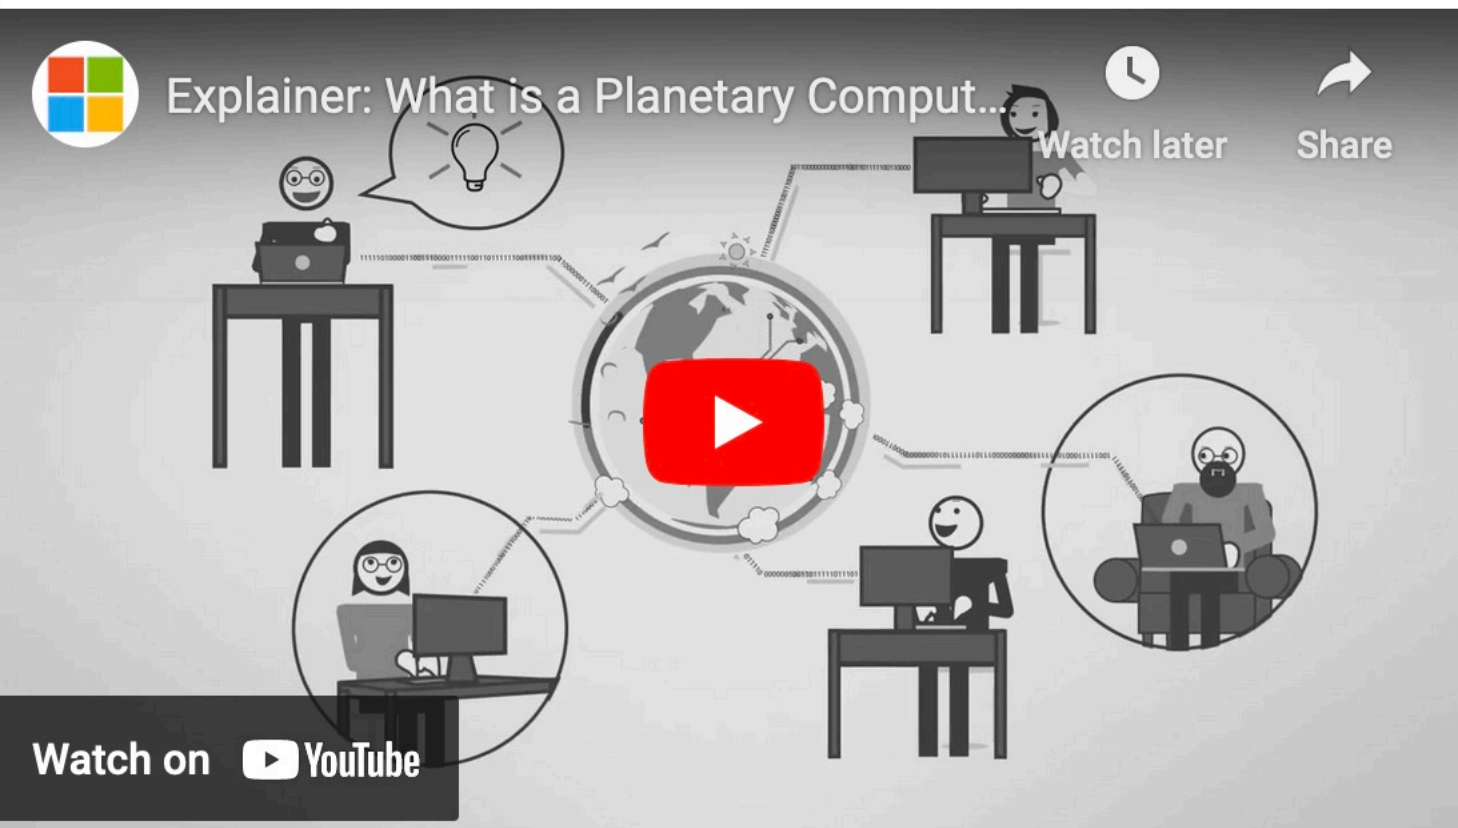 Explainer: What is a Planetary Comput...
Watch later
Share
Watch on YouTube